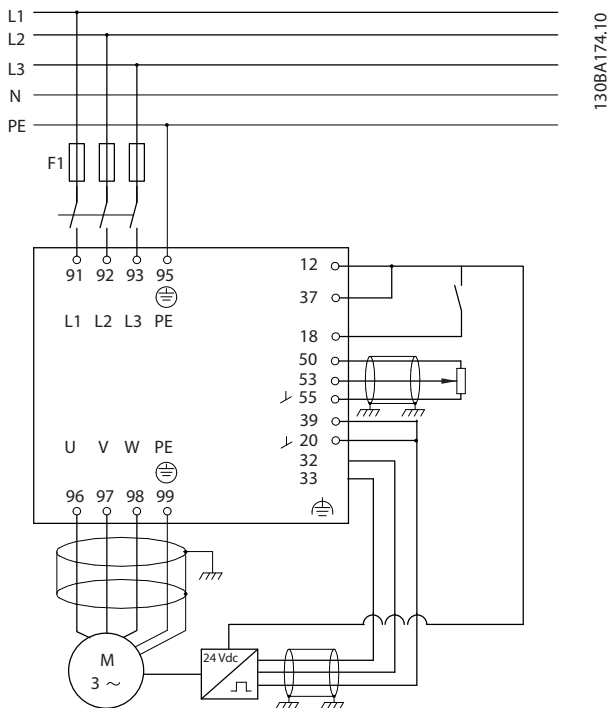 L1
L2
L3
N
PE
130BA174.10
F1
91 92 93 95
L1 L2 L3 PE
12
37
18
50
53
55
39
20
32
33
U V W PE
96 97 98 99
M
3 ~
24 Vdc